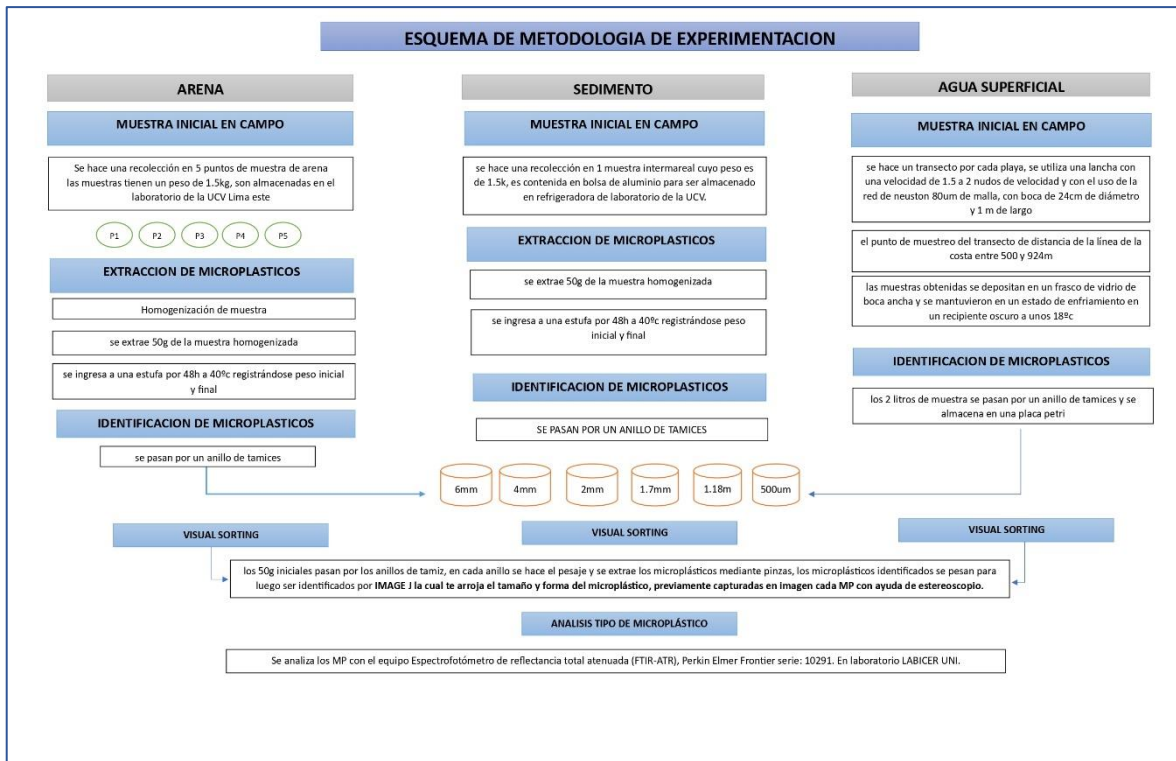 ESQUEMA DE METODOLOGIA DE EXPERIMENTACION
ARENA
MUESTRA INICIAL EN CAMPO
Se hace una recolección en 5 puntos de muestra de arena
las muestras tienen un peso de 1.5kg, son almacenadas en el
laboratorio de la UCV Lima este
P1
P2
P3
P4
P5
EXTRACCION DE MICROPLASTICOS
Homogenización de muestra
se extrae 50g de la muestra homogenizada
se ingresa a una estufa por 48h a 40ºc registrándose peso inicial
y final
IDENTIFICACION DE MICROPLASTICOS
se pasan por un anillo de tamices
SEDIMENTO
MUESTRA INICIAL EN CAMPO
se hace una recolección en 1 muestra intermareal cuyo peso es
de 1.5k, es contenida en bolsa de aluminio para ser almacenado
en refrigeradora de laboratorio de la UCV.
EXTRACCION DE MICROPLASTICOS
se extrae 50g de la muestra homogenizada
se ingresa a una estufa por 48h a 40ºc registrándose peso
inicial y final
IDENTIFICACION DE MICROPLASTICOS
SE PASAN POR UN ANILLO DE TAMICES
AGUA SUPERFICIAL
MUESTRA INICIAL EN CAMPO
se hace un transecto por cada playa, se utiliza una lancha con
una velocidad de 1.5 a 2 nudos de velocidad y con el uso de la
red de neuston 80um de malla, con boca de 24cm de diámetro
y 1 m de largo
el punto de muestreo del transecto de distancia de la línea de la
costa entre 500 y 924m
las muestras obtenidas se depositan en un frasco de vidrio de
boca ancha y se mantuvieron en un estado de enfriamiento en
un recipiente oscuro a unos 18ºc
IDENTIFICACION DE MICROPLASTICOS
los 2 litros de muestra se pasan por un anillo de tamices y se
almacena en una placa petri
6mm
4mm
2mm
1.7mm
1.18m
500um
VISUAL SORTING
VISUAL SORTING
VISUAL SORTING
los 50g iniciales pasan por los anillos de tamiz, en cada anillo se hace el pesaje y se extrae los microplásticos mediante pinzas, los microplásticos identificados se pesan para
luego ser identificados por IMAGE J la cual te arroja el tamaño y forma del microplástico, previamente capturadas en imagen cada MP con ayuda de estereoscopio.
ANALISIS TIPO DE MICROPLÁSTICO
Se analiza los MP con el equipo Espectrofotómetro de reflectancia total atenuada (FTIR-ATR), Perkin Elmer Frontier serie: 10291. En laboratorio LABICER UNI.